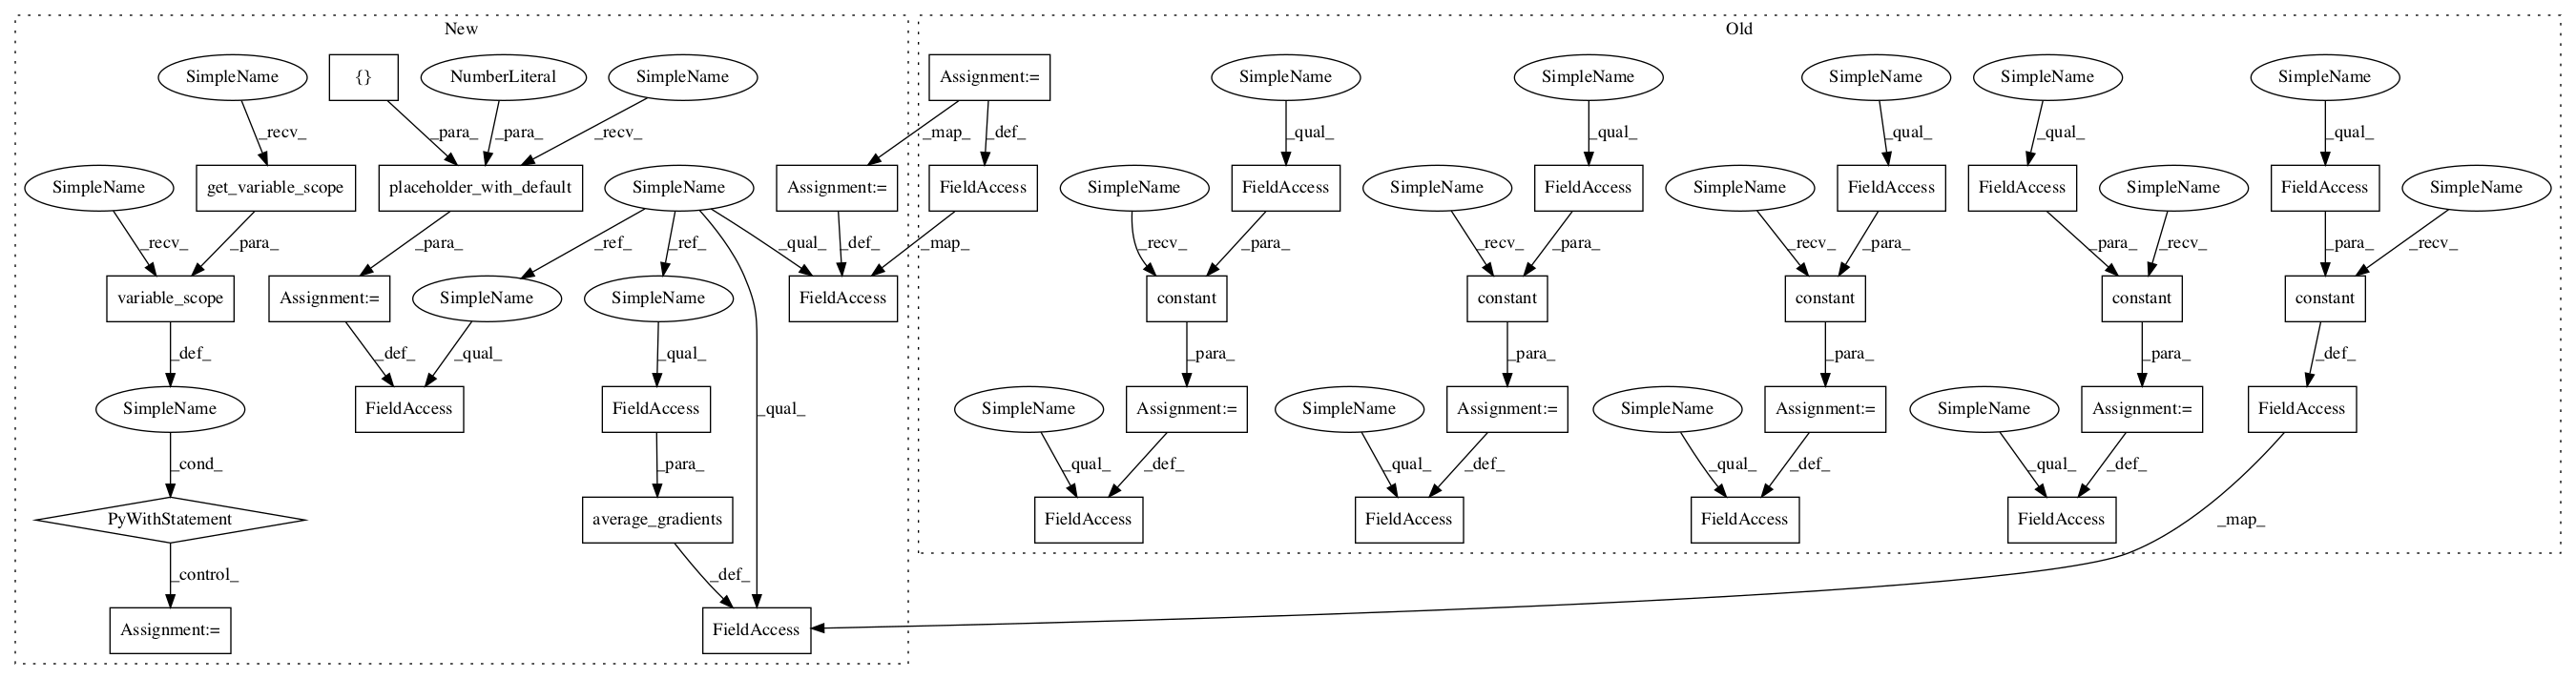 New
Old
SimpleName
{}
NumberLiteral
SimpleName
Assignment:=
SimpleName
SimpleName
SimpleName
SimpleName
SimpleName
_recv_
_para_
_para_
_recv_
_map_
_def_
_qual_
_qual_
_qual_
_qual_
_qual_
SimpleName
get_variable_scope
placeholder_with_default
SimpleName
Assignment:=
FieldAccess
SimpleName
FieldAccess
SimpleName
FieldAccess
SimpleName
FieldAccess
FieldAccess
SimpleName
FieldAccess
SimpleName
_recv_
_para_
_para_
_ref_
_ref_
_qual_
_def_
_map_
_recv_
_para_
_recv_
_para_
_recv_
_para_
_para_
_recv_
_para_
_recv_
variable_scope
Assignment:=
SimpleName
SimpleName
FieldAccess
constant
constant
constant
constant
constant
_def_
_def_
_qual_
_qual_
_para_
_para_
_para_
_para_
_def_
SimpleName
FieldAccess
FieldAccess
_qual_
SimpleName
Assignment:=
SimpleName
Assignment:=
SimpleName
Assignment:=
SimpleName
Assignment:=
FieldAccess
_cond_
_para_
_qual_
_def_
_qual_
_def_
_qual_
_def_
_qual_
_def_
PyWithStatement
average_gradients
FieldAccess
FieldAccess
FieldAccess
FieldAccess
_map_
_control_
_def_
Assignment:=
FieldAccess